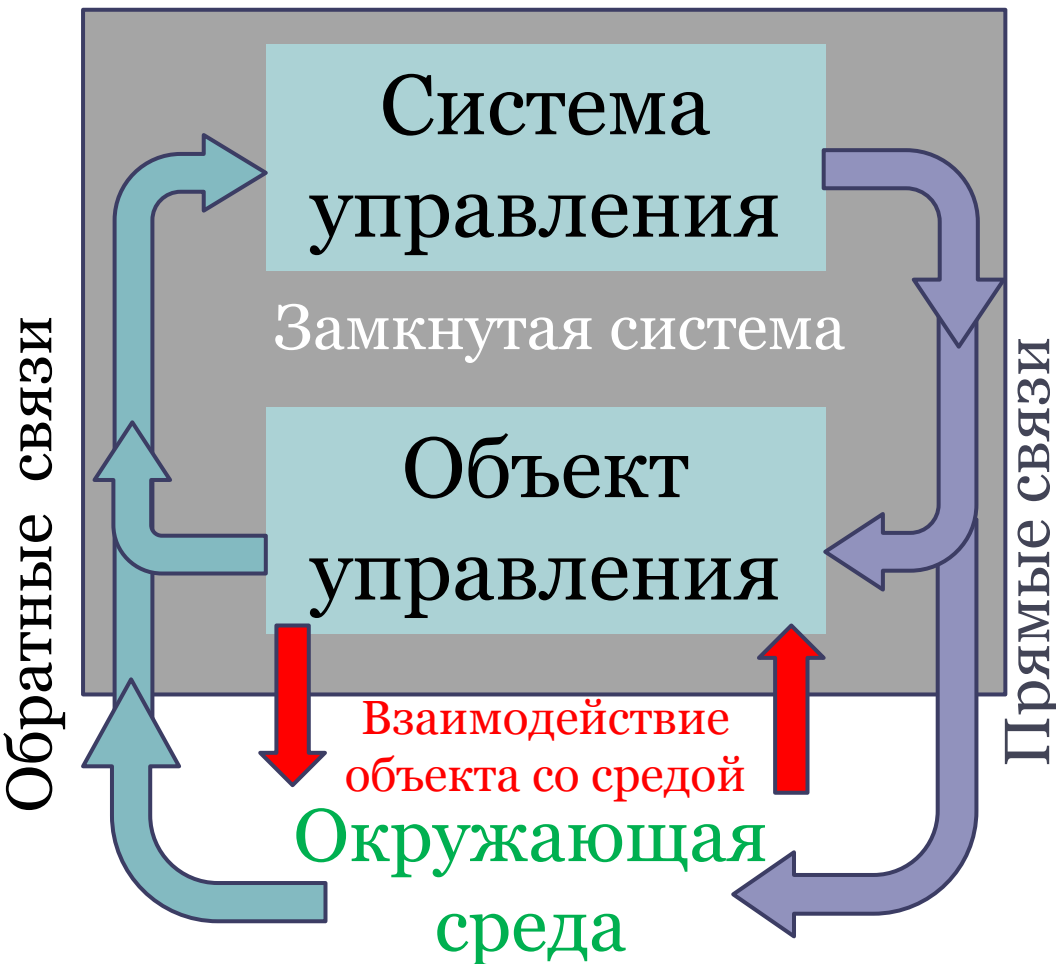 Система
управления
Замкнутая система
Объект
управления
Взаимодействие
объекта со средой
Окружающая
среда
Обратные связи
Прямые связи